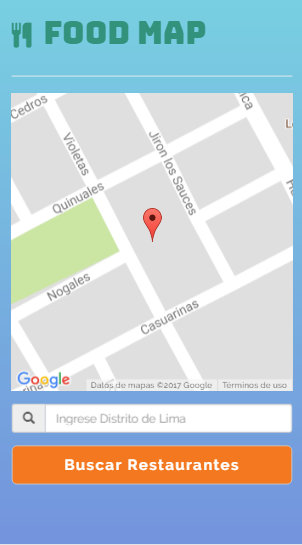 FOOD MAP
Cedros
Violetas
Jiron los Sauces
Quinuales
Nogales
Casuarinas
Google
Datos de mapas ©2017 Google
Términos de uso
Ingrese Distrito de Lima
Buscar Restaurantes